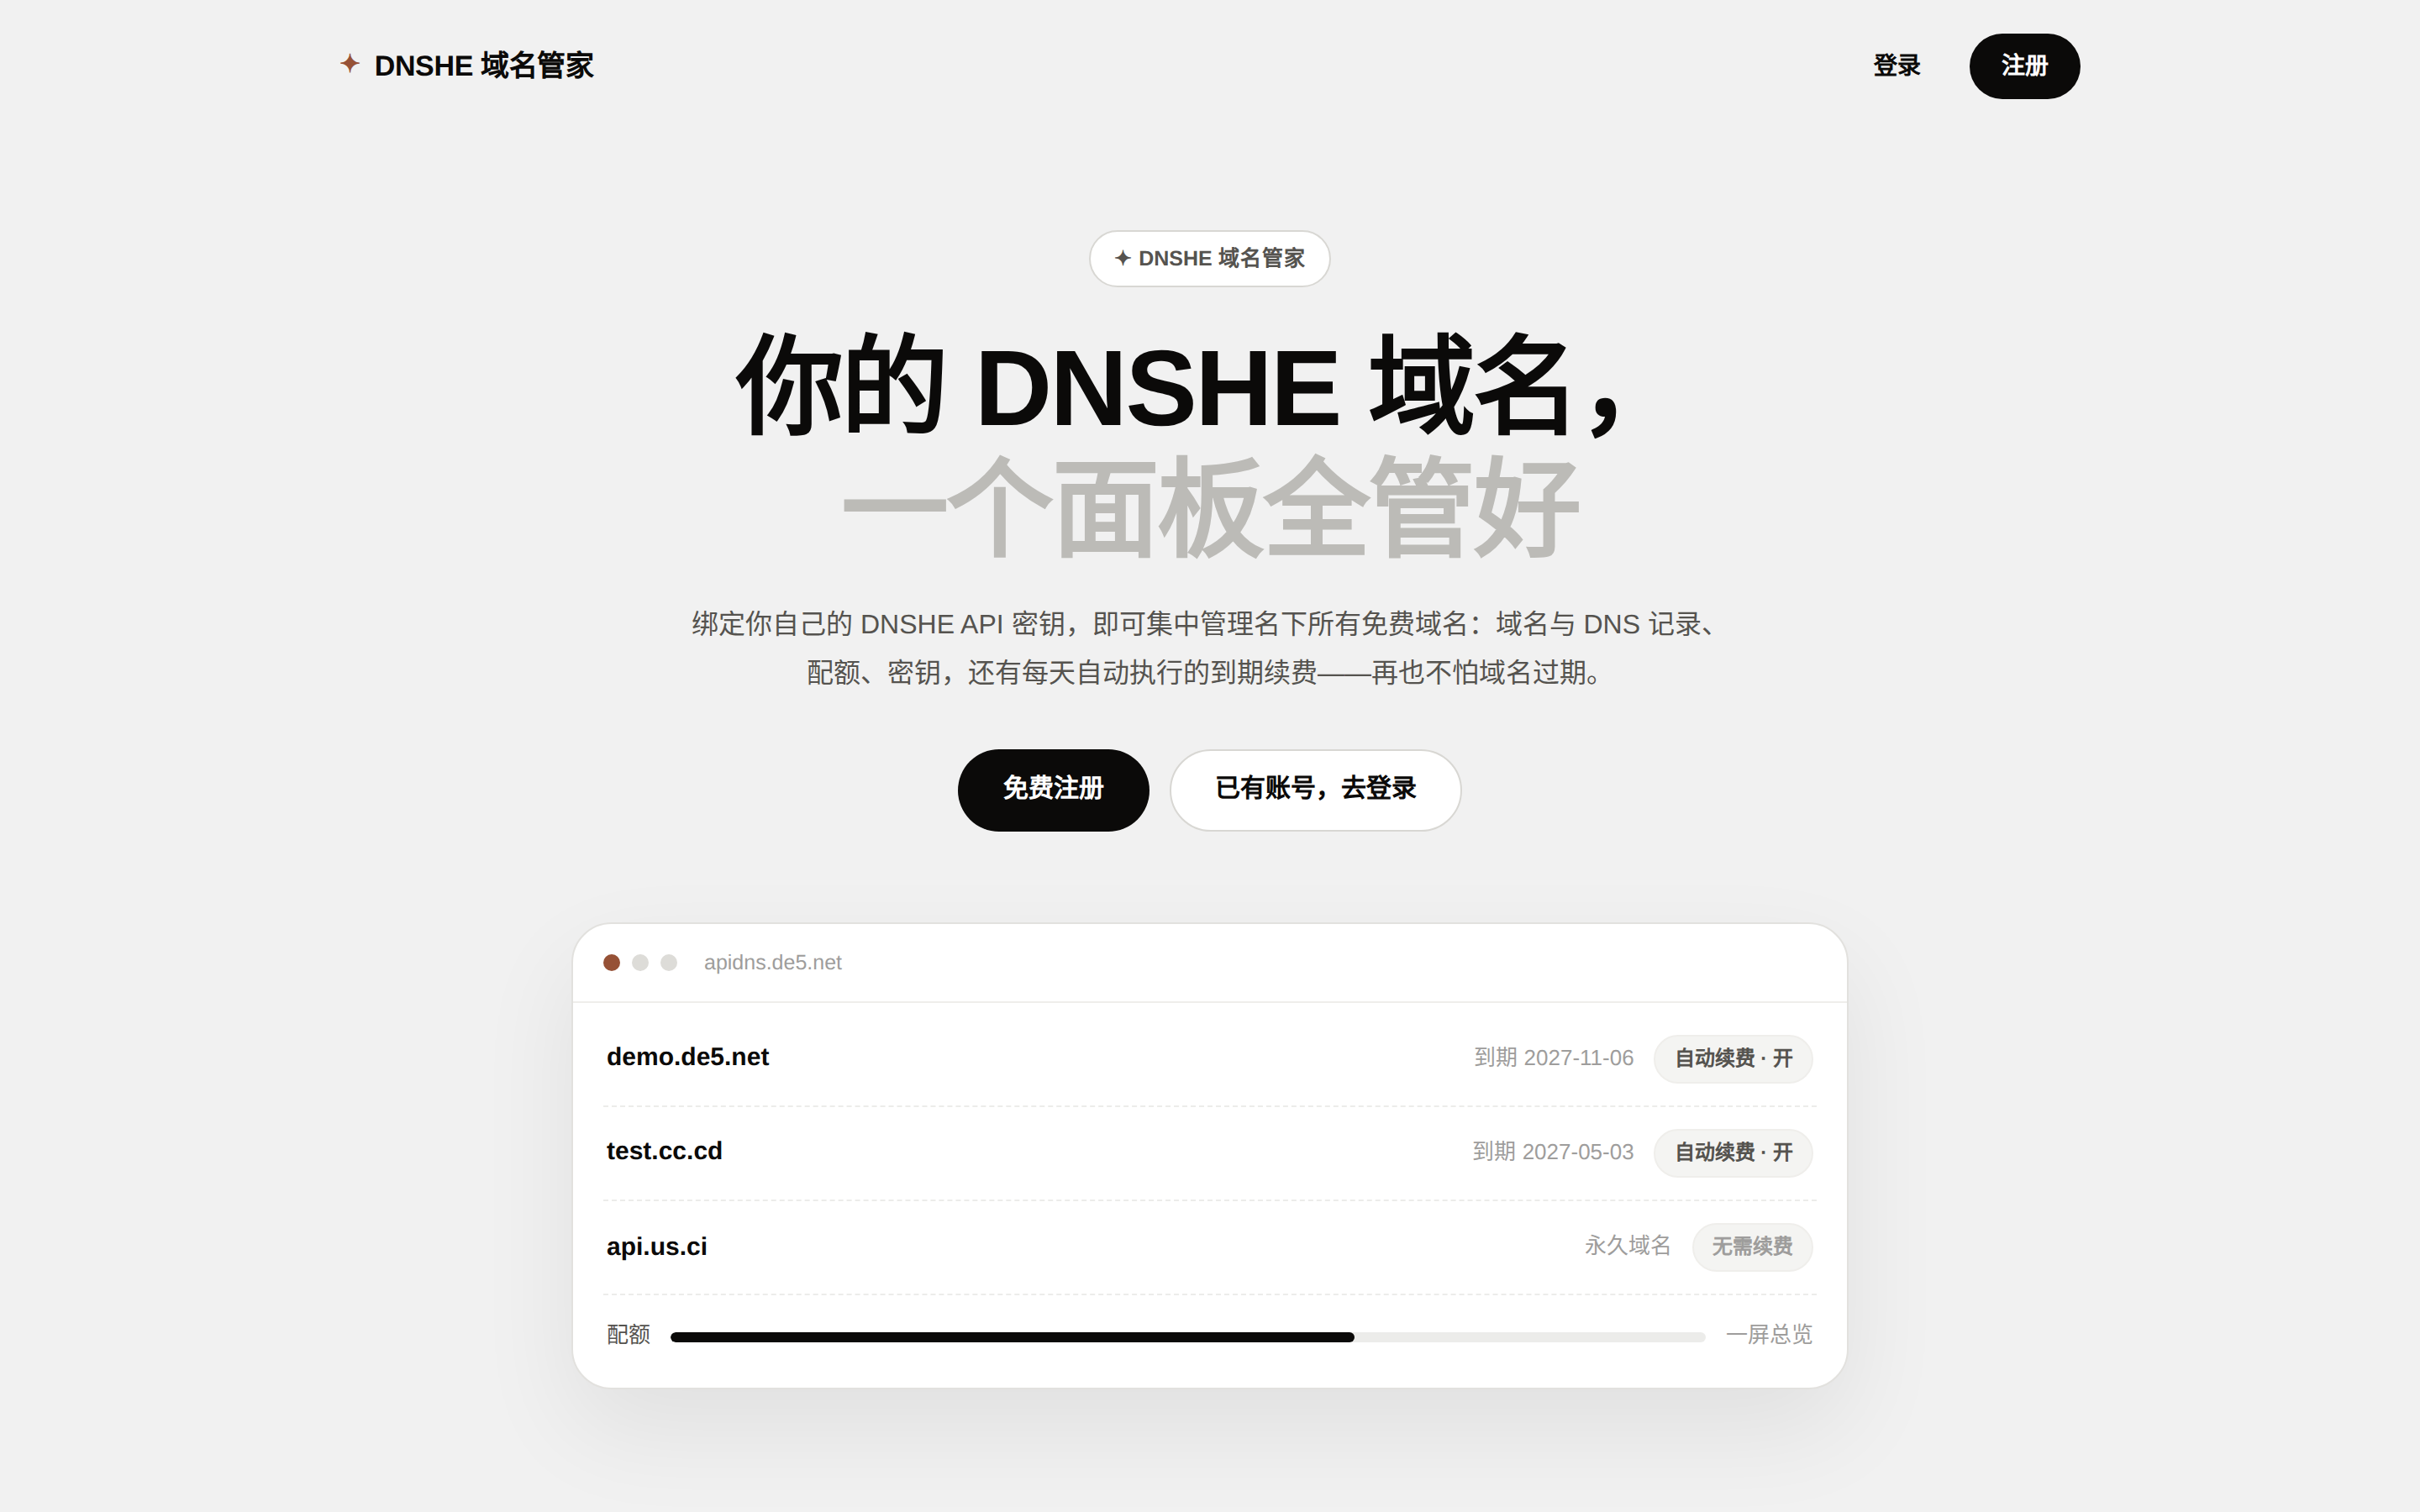 ✦ DNSHE 域名管家
登录
注册
✦ DNSHE 域名管家
你的 DNSHE 域名，
一个面板全管好
绑定你自己的 DNSHE API 密钥，即可集中管理名下所有免费域名：域名与 DNS 记录、
配额、密钥，还有每天自动执行的到期续费——再也不怕域名过期。
免费注册
已有账号，去登录
apidns.de5.net
demo.de5.net
到期 2027-11-06
自动续费 · 开
test.cc.cd
到期 2027-05-03
自动续费 · 开
api.us.ci
永久域名
无需续费
配额
一屏总览